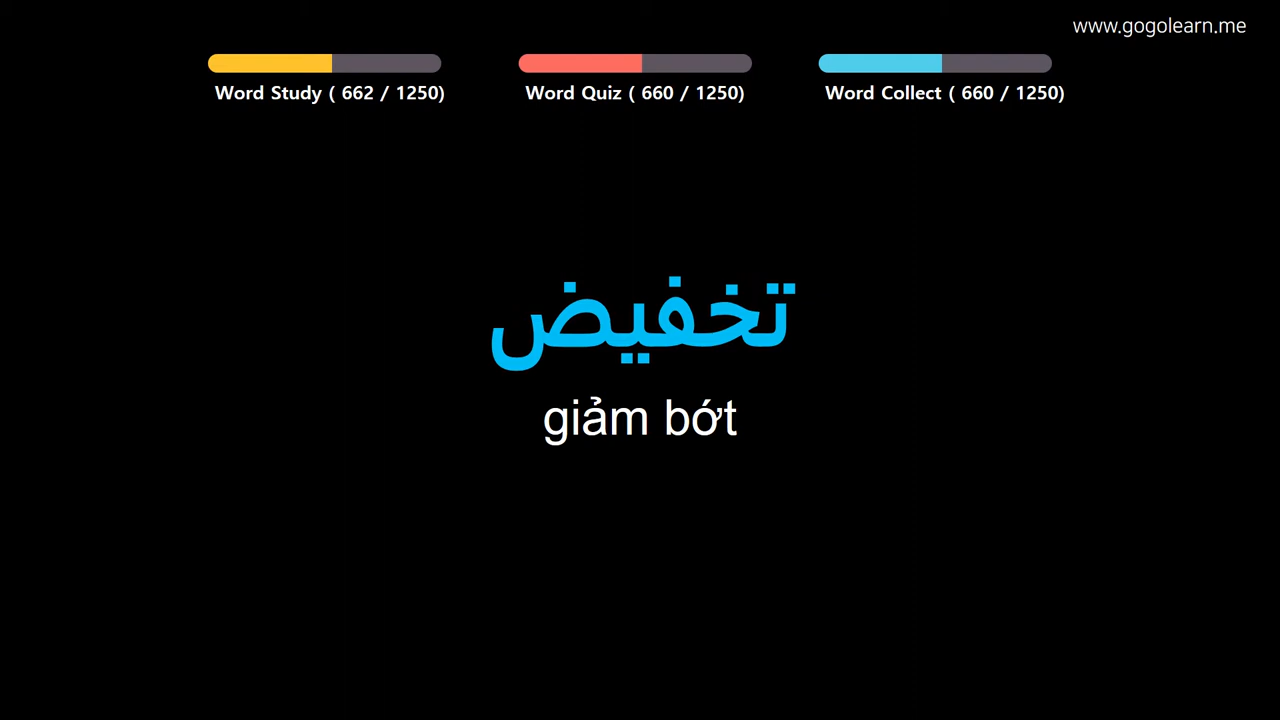 www.gogolearn.me
Word Study ( 662 / 1250)
Word Quiz ( 660 / 1250)
Word Collect ( 660 / 1250)
تخفيض
giảm bớt